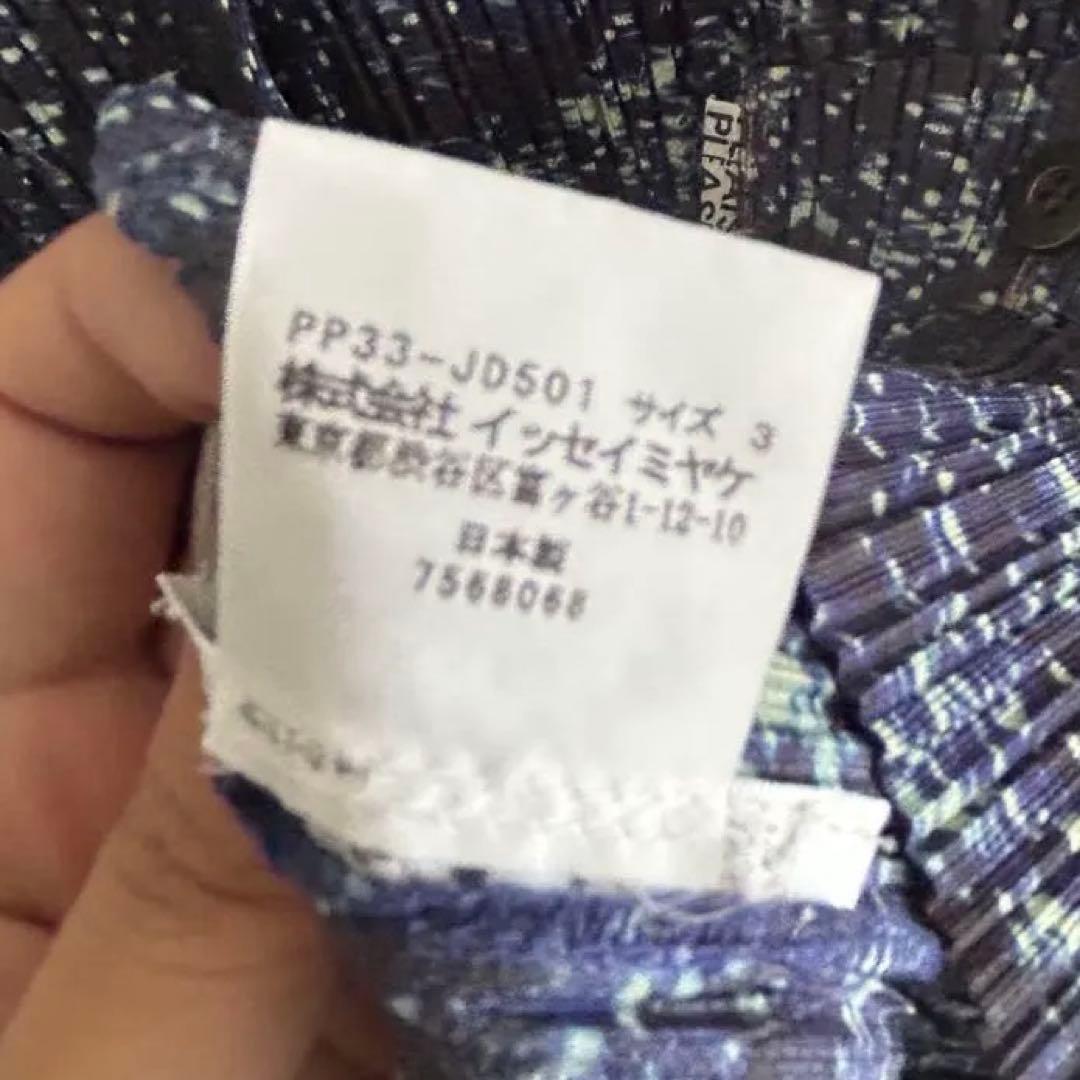 PP33-JD501 サイズ 3
株式会社 イッセイミヤケ
東京都渋谷区富ヶ谷1-12-10
日本製
7568068